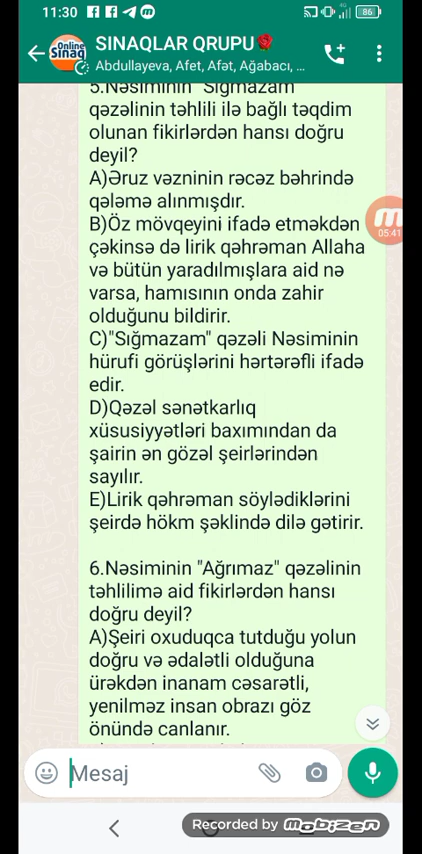 11:30
86
Online
Sınaq
SINAQLAR QRUPU🌹
Abdullayeva, Afet, Afət, Ağabacı, ...
5.Nəsiminin "Sığmazam"
qəzəlinin təhlili ilə bağlı təqdim
olunan fikirlərdən hansı doğru
deyil?
A)Əruz vəzninin rəcəz bəhrində
qələmə alınmışdır.
B)Öz mövqeyini ifadə etməkdən
çəkinsə də lirik qəhrəman Allaha
və bütün yaradılmışlara aid nə
varsa, hamısının onda zahir
olduğunu bildirir.
C)"Sığmazam" qəzəli Nəsiminin
hürufi görüşlərini hərtərəfli ifadə
edir.
D)Qəzəl sənətkarlıq
xüsusiyyətləri baxımından da
şairin ən gözəl şeirlərindən
sayılır.
E)Lirik qəhrəman söylədiklərini
şeirdə hökm şəklində dilə gətirir.
6.Nəsiminin "Ağrımaz" qəzəlinin
təhlilimə aid fikirlərdən hansı
doğru deyil?
A)Şeiri oxuduqca tutduğu yolun
doğru və ədalətli olduğuna
ürəkdən inanam cəsarətli,
yenilməz insan obrazı göz
önündə canlanır.
05:41
Mesaj
Recorded by mobizen